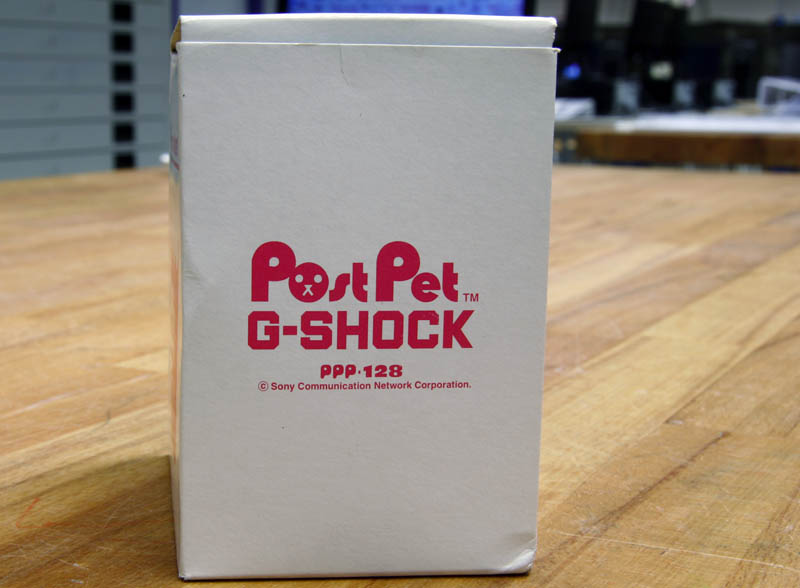 PostPet™
G-SHOCK
PPP·128
© Sony Communication Network Corporation.